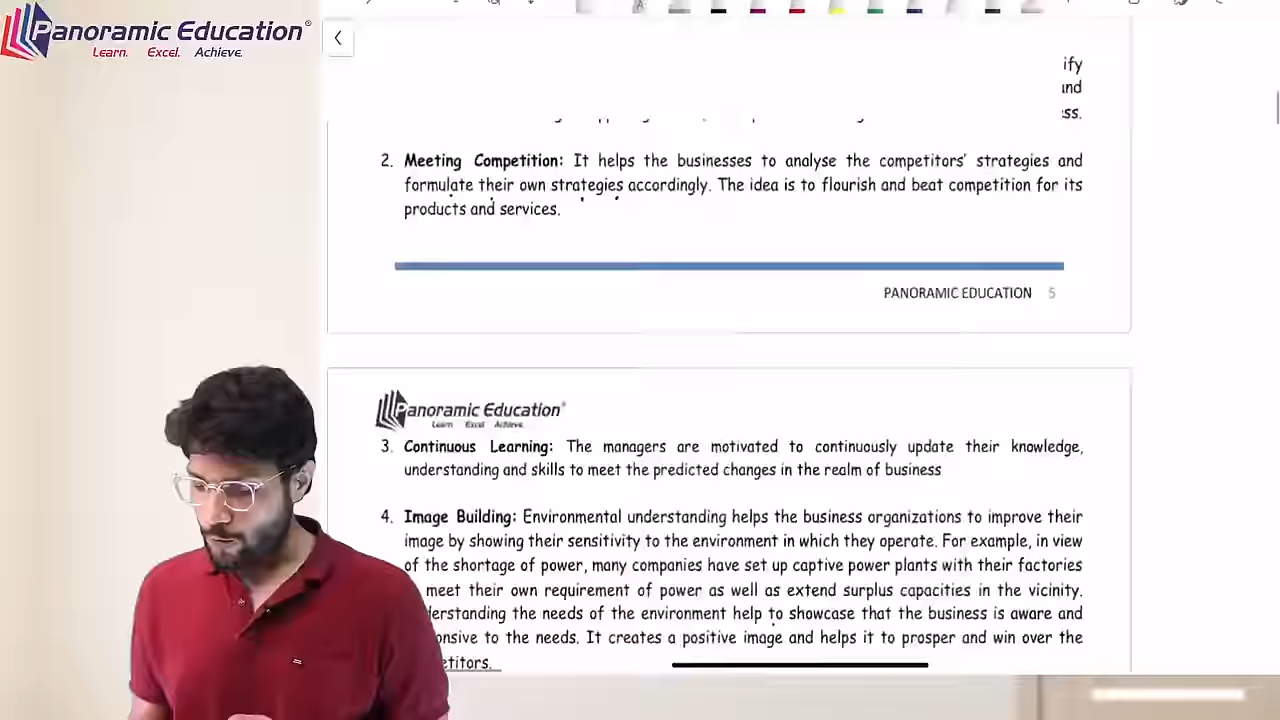 Panoramic Education®
Learn. Excel. Achieve.
ify
and
ss.
2. Meeting Competition: It helps the businesses to analyse the competitors' strategies and
formulate their own strategies accordingly. The idea is to flourish and beat competition for its
products and services.
PANORAMIC EDUCATION 5
Panoramic Education®
Learn Excel Achieve.
3. Continuous Learning: The managers are motivated to continuously update their knowledge,
understanding and skills to meet the predicted changes in the realm of business
4. Image Building: Environmental understanding helps the business organizations to improve their
image by showing their sensitivity to the environment in which they operate. For example, in view
of the shortage of power, many companies have set up captive power plants with their factories
meet their own requirement of power as well as extend surplus capacities in the vicinity.
derstanding the needs of the environment help to showcase that the business is aware and
onsive to the needs. It creates a positive image and helps it to prosper and win over the
etitors.